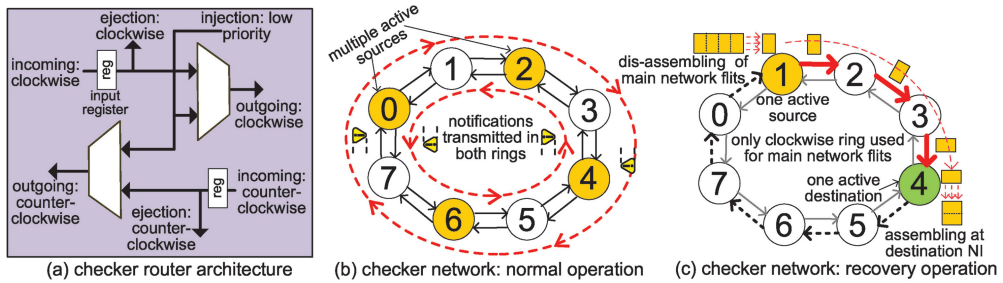 ejection:
clockwise
injection: low
priority
incoming:
clockwise
reg
input
register
outgoing:
clockwise
outgoing:
counter-
clockwise
reg
incoming:
counter-
clockwise
ejection:
counter-
clockwise
(a) checker router architecture
multiple active
sources
0
1
2
3
4
5
6
7
notifications
transmitted in
both rings
(b) checker network: normal operation
dis-assembling of
main network flits
0
1
2
3
4
5
6
7
one active
source
only clockwise ring used
for main network flits
one active
destination
assembling at
destination NI
(c) checker network: recovery operation